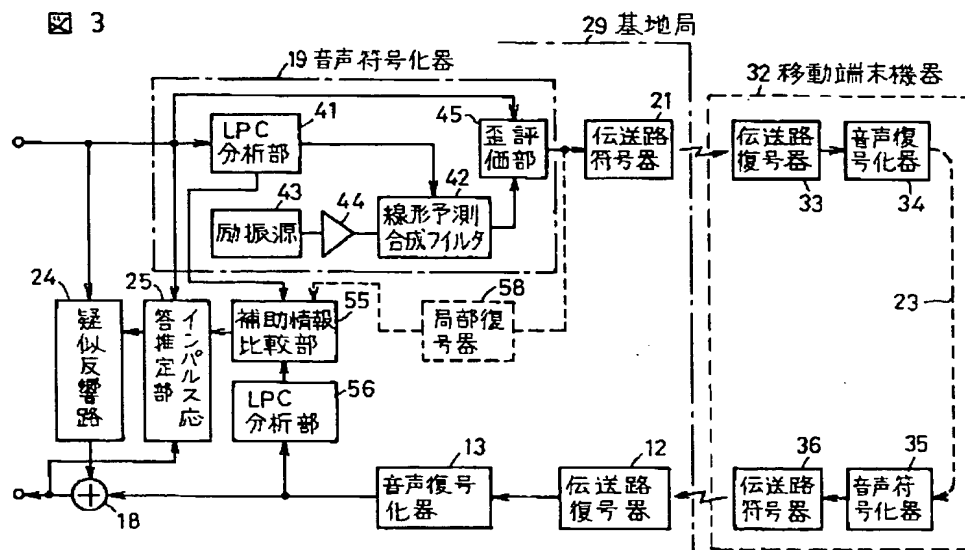 図 3
29 基地局
19 音声符号化器
32 移動端末機器
41
LPC
分析部
45
歪評
価部
21
伝送路
符号器
伝送路
復号器
33
音声復
号化器
34
43
励振源
44
42
線形予測
合成フイルタ
24
疑似反響路
25
インパルス応
答推定部
補助情報
比較部
55
58
局部復
号器
23
LPC
分析部
56
18
13
音声復号
化器
12
伝送路
復号器
36
伝送路
符号器
35
音声符
号化器